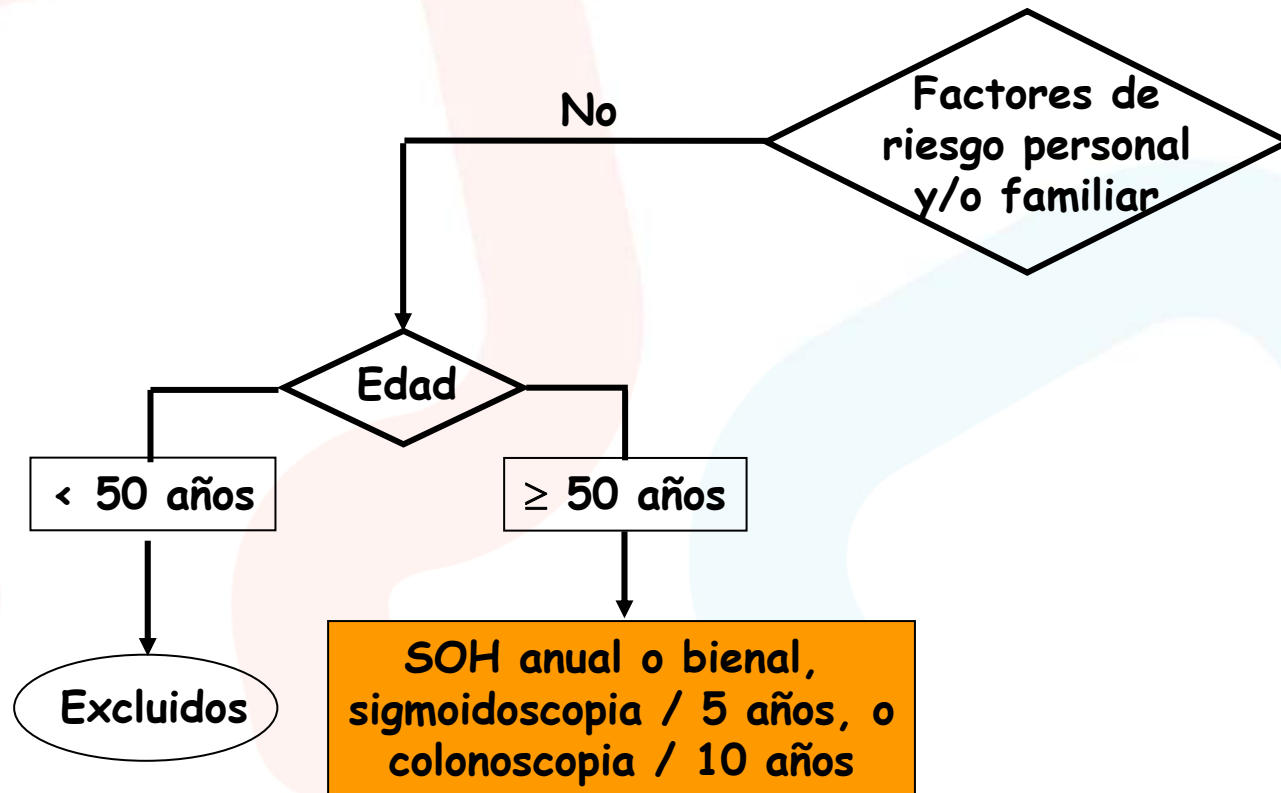 Factores de
riesgo personal
y/o familiar
No
Edad
< 50 años
≥ 50 años
Excluidos
SOH anual o bienal,
sigmoidoscopia / 5 años, o
colonoscopia / 10 años